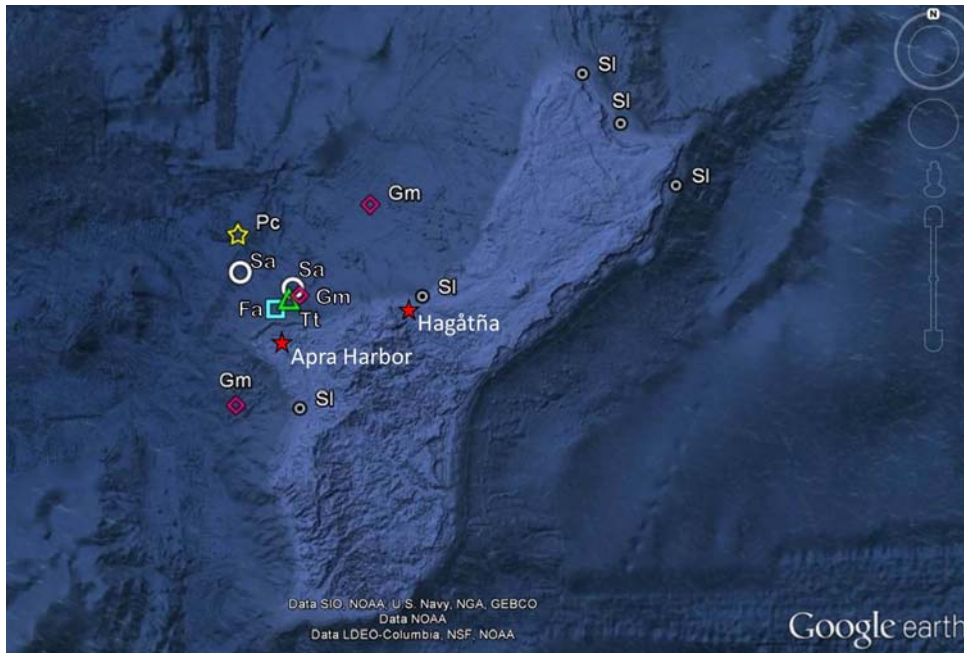 N
Sl
Sl
Sl
Gm
Pc
Sa
Sa
Sl
Gm
Fa
Tt
Hagåtña
Apra Harbor
Gm
Sl
Data SIO, NOAA, U.S. Navy, NGA, GEBCO
Data NOAA
Data LDEO-Columbia, NSF, NOAA
Google earth